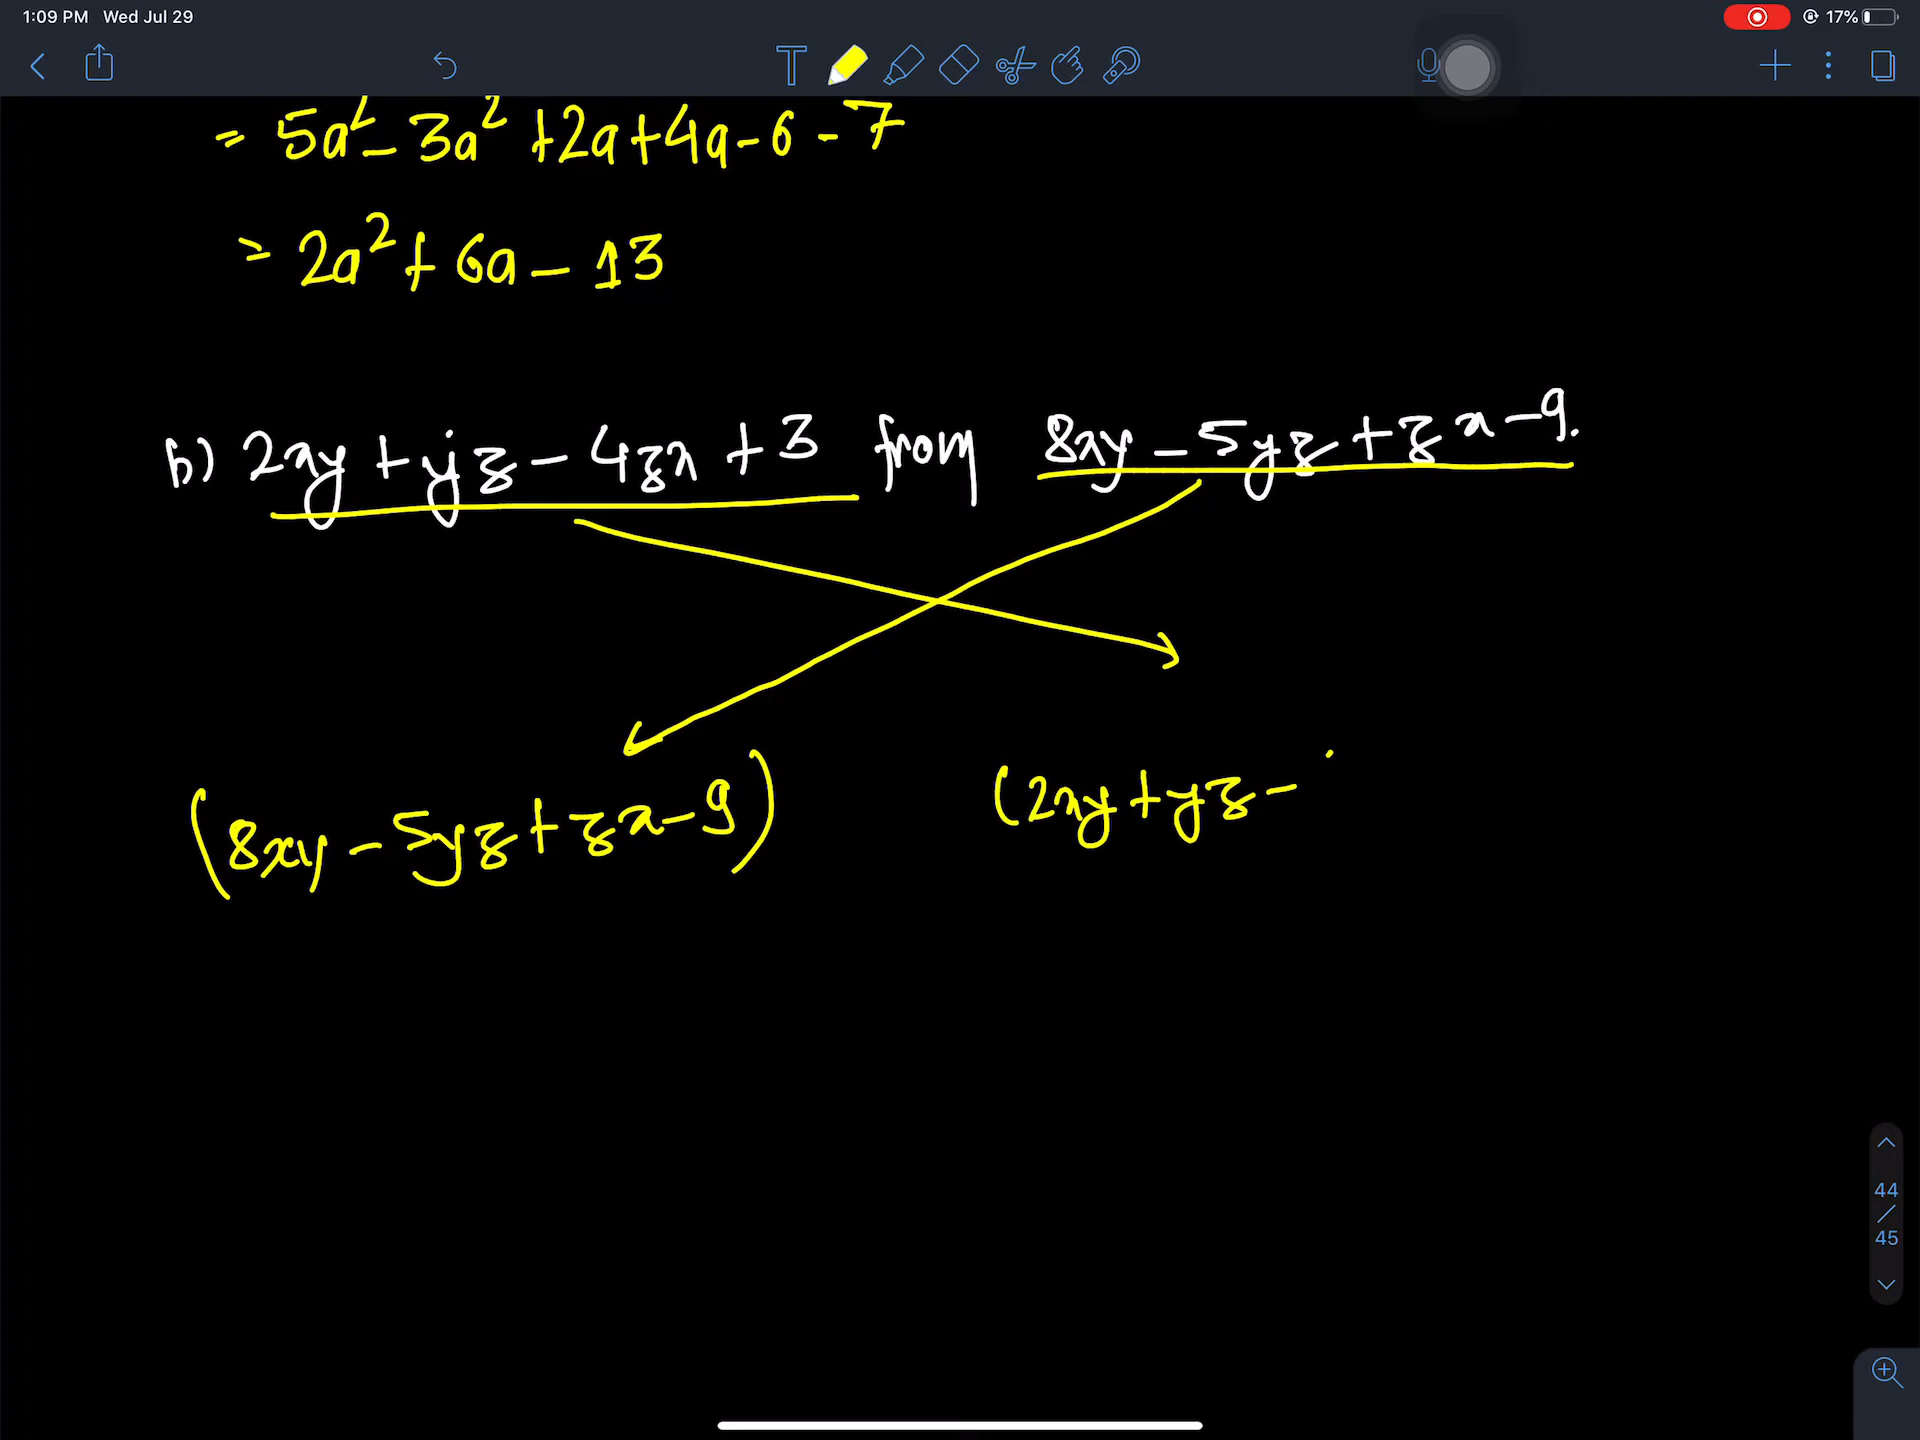 1:09 PM Wed Jul 29
17%
= 5a² - 3a² + 2a + 4a - 6 - 7
= 2a² + 6a - 13
b) 2xy + yz - 4zx + 3 from 8xy - 5yz + zx - 9.
(8xy - 5yz + zx - 9) (2xy + yz -
44
/
45